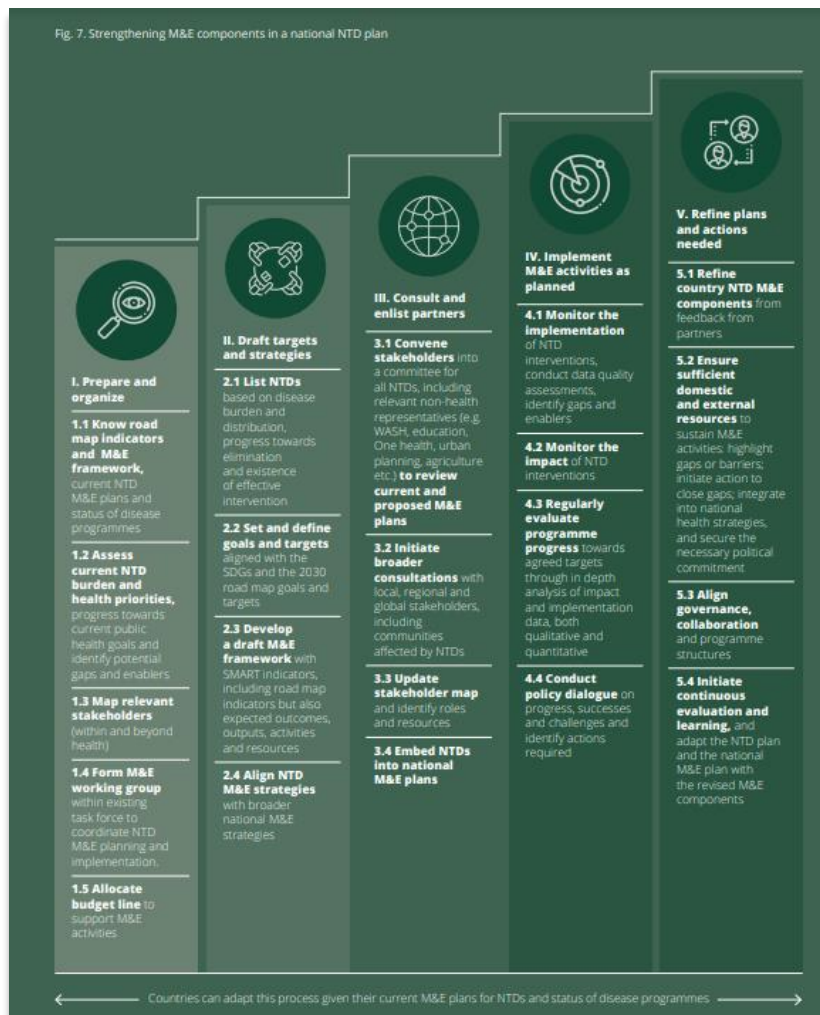 Fig. 7. Strengthening M&E components in a national NTD plan
I. Prepare and
organize
1.1 Know road
map indicators
and M&E
framework,
current NTD
M&E plans and
status of disease
programmes
1.2 Assess
current NTD
burden and
health priorities,
progress towards
current public
health goals and
identify potential
gaps and enablers
1.3 Map relevant
stakeholders
(within and beyond
health)
1.4 Form M&E
working group
within existing
task force to
coordinate NTD
M&E planning and
implementation.
1.5 Allocate
budget line to
support M&E
activities
II. Draft targets
and strategies
2.1 List NTDs
based on disease
burden and
distribution,
progress towards
elimination
and existence
of effective
intervention
2.2 Set and define
goals and targets
aligned with the
SDGs and the 2030
road map goals and
targets
2.3 Develop
a draft M&E
framework with
SMART indicators,
including road map
indicators but also
expected outcomes,
outputs, activities
and resources
2.4 Align NTD
M&E strategies
with broader
national M&E
strategies
III. Consult and
enlist partners
3.1 Convene
stakeholders into
a committee for
all NTDs, including
relevant non-health
representatives (e.g.
WASH, education,
One health, urban
planning, agriculture
etc.) to review
current and
proposed M&E
plans
3.2 Initiate
broader
consultations with
local, regional and
global stakeholders,
including
communities
affected by NTDs
3.3 Update
stakeholder map
and identify roles
and resources
3.4 Embed NTDs
into national
M&E plans
IV. Implement
M&E activities as
planned
4.1 Monitor the
implementation
of NTD
interventions,
conduct data quality
assessments,
identify gaps and
enablers
4.2 Monitor the
impact of NTD
interventions
4.3 Regularly
evaluate
programme
progress towards
agreed targets
through in depth
analysis of impact
and implementation
data, both
qualitative and
quantitative
4.4 Conduct
policy dialogue on
progress, successes
and challenges and
identify actions
required
V. Refine plans
and actions
needed
5.1 Refine
country NTD M&E
components from
feedback from
partners
5.2 Ensure
sufficient
domestic
and external
resources to
sustain M&E
activities: highlight
gaps or barriers;
initiate action to
close gaps; integrate
into national
health strategies,
and secure the
necessary political
commitment
5.3 Align
governance,
collaboration
and programme
structures
5.4 Initiate
continuous
evaluation and
learning, and
adapt the NTD plan
and the national
M&E plan with
the revised M&E
components
Countries can adapt this process given their current M&E plans for NTDs and status of disease programmes